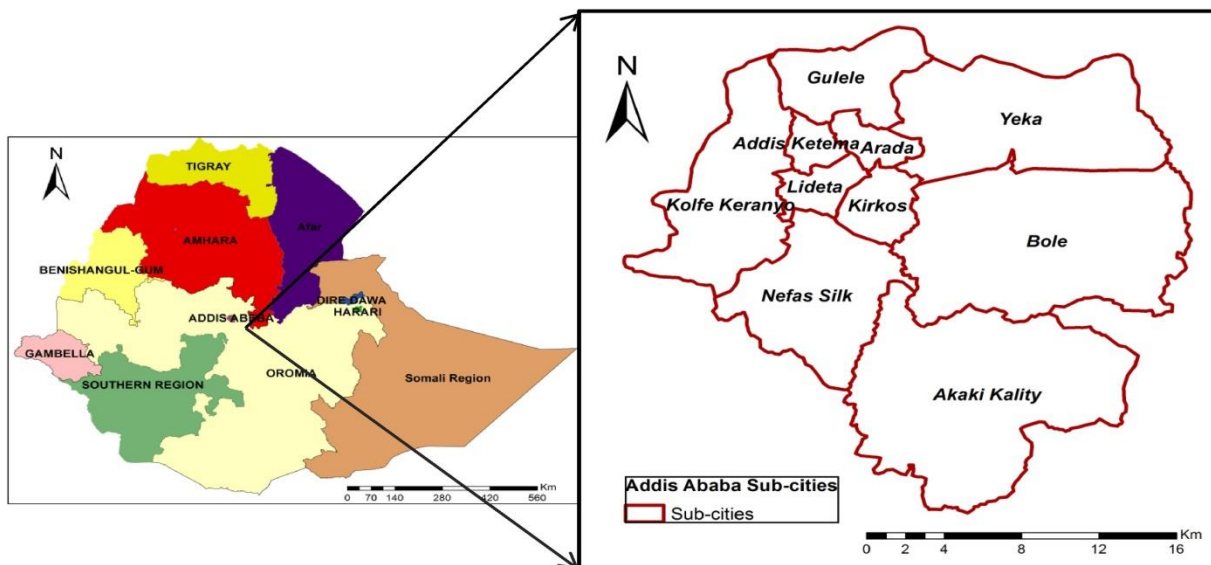 N
TIGRAY
Afar
AMHARA
BENISHANGUL-GUM
DIRE DAWA
ADDIS ABEBA
HARARI
GAMBELLA
OROMIA
SOUTHERN REGION
Somali Region
Km
0 70 140 280 420 560
N
Gulele
Yeka
Addis Ketema
Arada
Lideta
Kolfe Keranyo
Kirkos
Bole
Nefas Silk
Akaki Kality
Addis Ababa Sub-cities
Sub-cities
Km
0 2 4 8 12 16